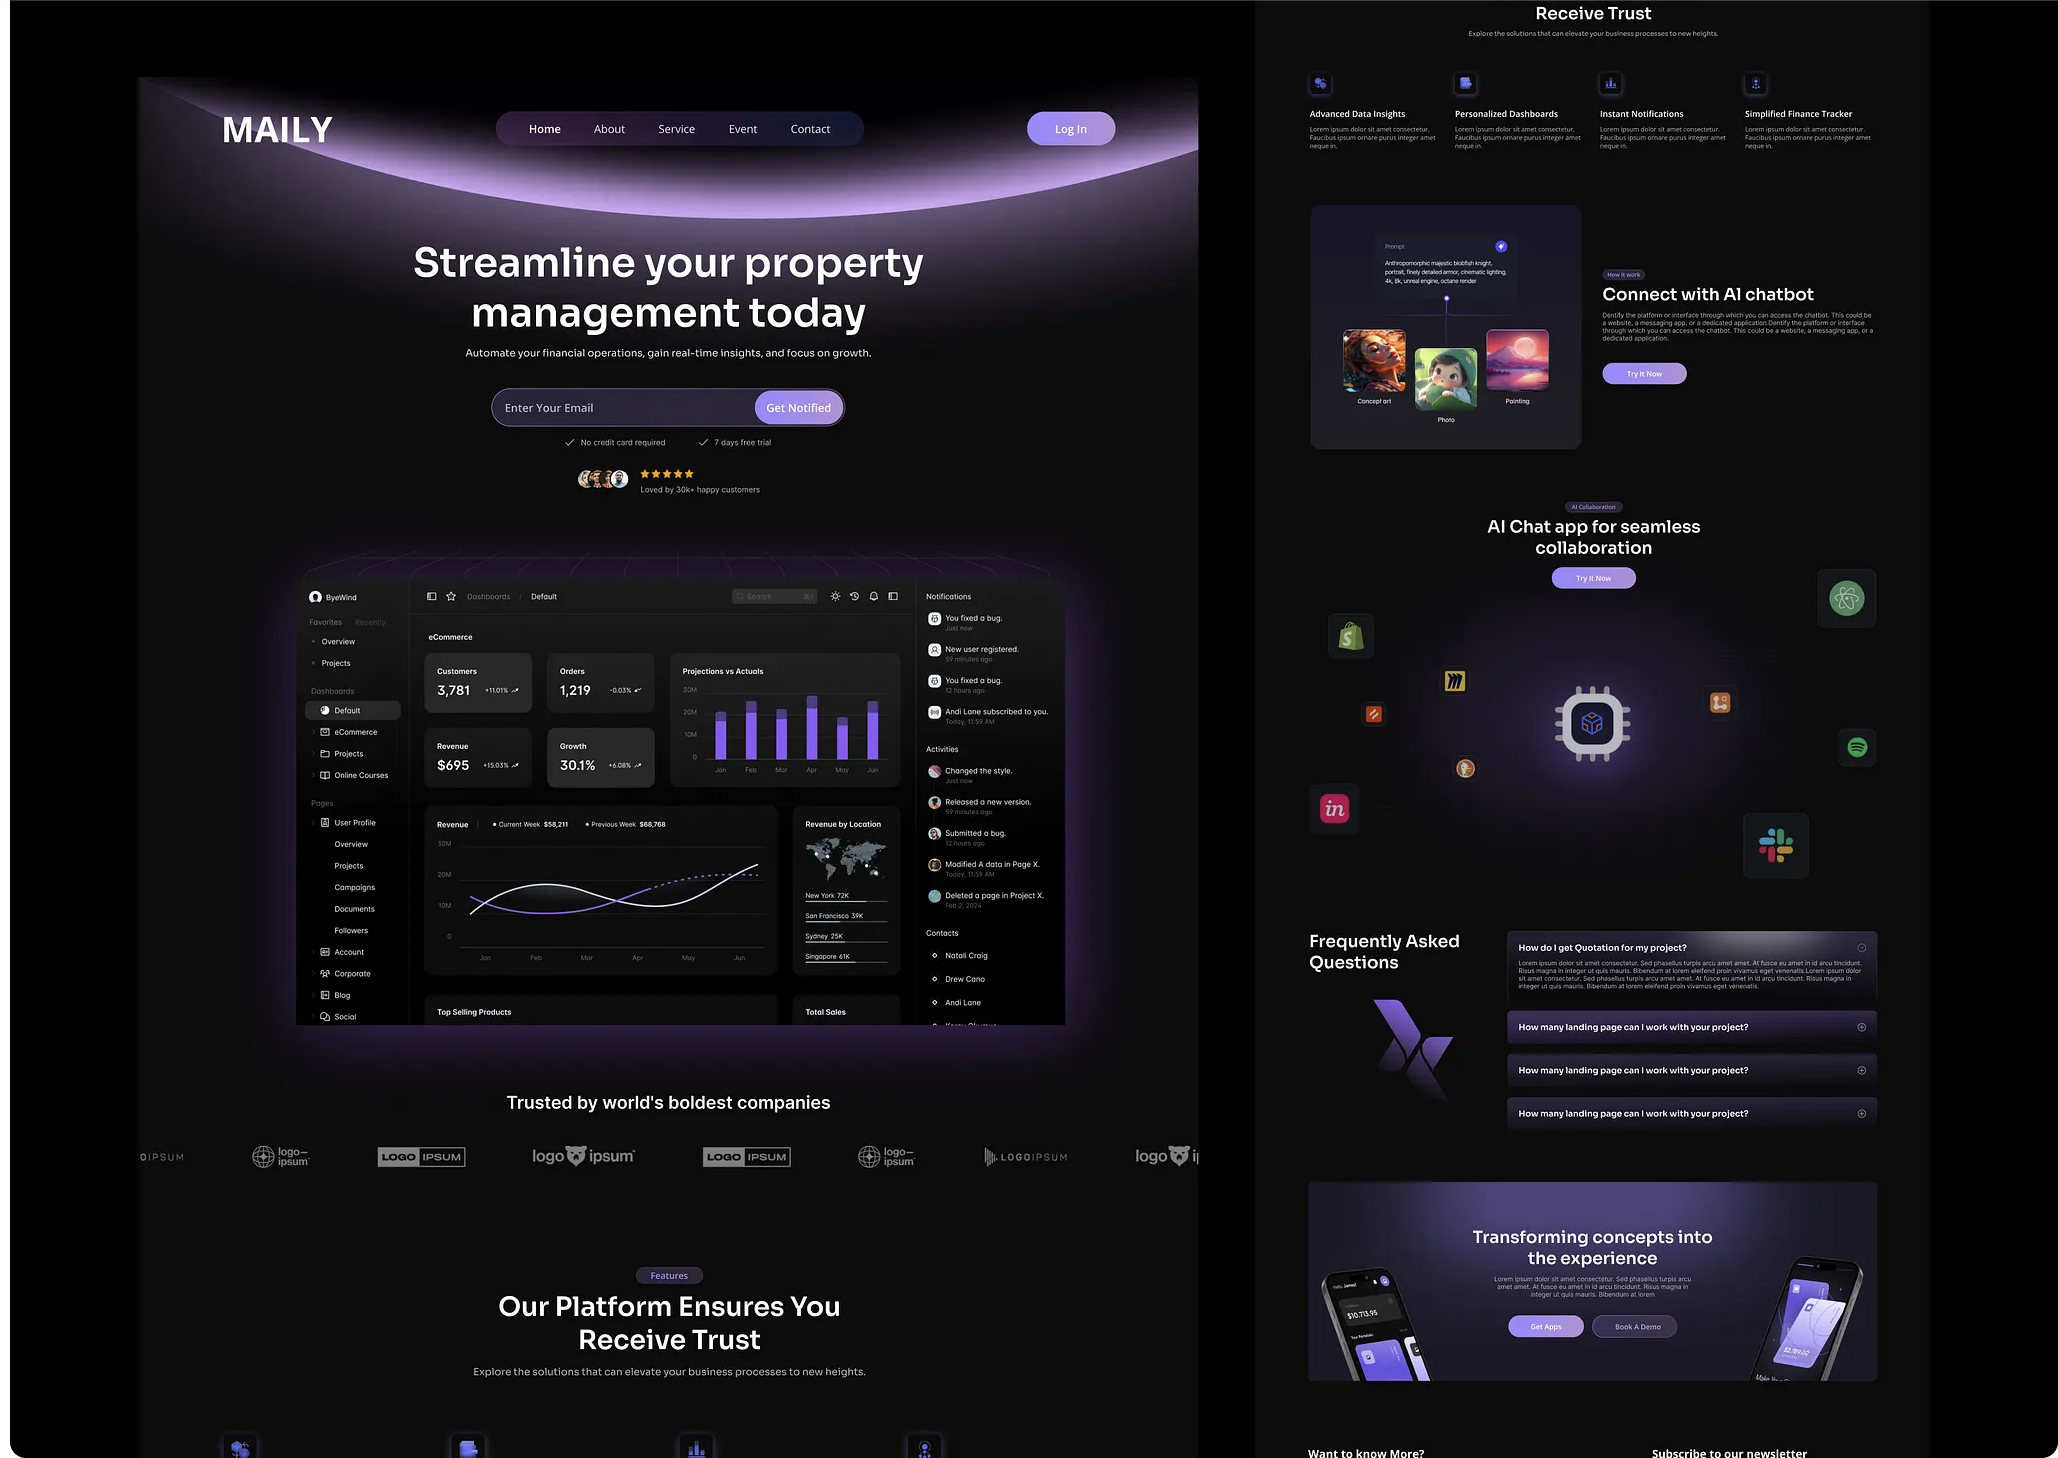 MAILY
Home About Service Event Contact
Log In
Streamline your property
management today
Automate your financial operations, gain real-time insights, and focus on growth.
Enter Your Email
Get Notified
No credit card required
7 days free trial
Loved by 30k+ happy customers
ByeWind
Favorites Recently
Overview
Projects
Dashboards
Default
eCommerce
Projects
Online Courses
Pages
User Profile
Overview
Projects
Campaigns
Documents
Followers
Account
Corporate
Blog
Social
Dashboards / Default
Search
eCommerce
Customers
3,781 +11.01%
Orders
1,219 -0.03%
Revenue
$695 +15.03%
Growth
30.1% +6.08%
Projections vs Actuals
30M
20M
10M
0
Jan Feb Mar Apr May Jun
Revenue
Current Week $58,211
Previous Week $68,768
30M
20M
10M
0
Jan Feb Mar Apr May Jun
Revenue by Location
New York 72K
San Francisco 39K
Sydney 25K
Singapore 61K
Top Selling Products
Total Sales
Notifications
You fixed a bug.
Just now
New user registered.
59 minutes ago
You fixed a bug.
12 hours ago
Andi Lane subscribed to you.
Today, 11:59 AM
Activities
Changed the style.
Just now
Released a new version.
59 minutes ago
Submitted a bug.
12 hours ago
Modified A data in Page X.
Today, 11:59 AM
Deleted a page in Project X.
Feb 2, 2024
Contacts
Natali Craig
Drew Cano
Andi Lane
Trusted by world's boldest companies
OIPSUM
logo—
ipsum
LOGO IPSUM
logo ipsum
LOGO IPSUM
logo—
ipsum
LOGOIPSUM
logo ip
Features
Our Platform Ensures You
Receive Trust
Explore the solutions that can elevate your business processes to new heights.
Receive Trust
Explore the solutions that can elevate your business processes to new heights.
Advanced Data Insights
Lorem ipsum dolor sit amet consectetur.
Faucibus ipsum ornare purus integer amet
neque in.
Personalized Dashboards
Lorem ipsum dolor sit amet consectetur.
Faucibus ipsum ornare purus integer amet
neque in.
Instant Notifications
Lorem ipsum dolor sit amet consectetur.
Faucibus ipsum ornare purus integer amet
neque in.
Simplified Finance Tracker
Lorem ipsum dolor sit amet consectetur.
Faucibus ipsum ornare purus integer amet
neque in.
Prompt
Anthropomorphic majestic blobfish knight,
portrait, finely detailed armor, cinematic lighting,
4k, 8k, unreal engine, octane render
Concept art
Photo
Painting
How it work
Connect with AI chatbot
Dentify the platform or interface through which you can access the chatbot. This could be
a website, a messaging app, or a dedicated application.Dentify the platform or interface
through which you can access the chatbot. This could be a website, a messaging app, or a
dedicated application.
Try It Now
AI Collaboration
AI Chat app for seamless
collaboration
Try It Now
in
Frequently Asked
Questions
How do I get Quotation for my project?
Lorem ipsum dolor sit amet consectetur. Sed phasellus turpis arcu amet amet. At fusce eu amet in id arcu tincidunt.
Risus magna in integer ut quis mauris. Bibendum at lorem eleifend proin vivamus eget venenatis.Lorem ipsum dolor
sit amet consectetur. Sed phasellus turpis arcu amet amet. At fusce eu amet in id arcu tincidunt. Risus magna in
integer ut quis mauris. Bibendum at lorem eleifend proin vivamus eget venenatis.
How many landing page can I work with your project?
How many landing page can I work with your project?
How many landing page can I work with your project?
Transforming concepts into
the experience
Lorem ipsum dolor sit amet consectetur. Sed phasellus turpis arcu
amet amet. At fusce eu amet in id arcu tincidunt. Risus magna in
integer ut quis mauris. Bibendum at lorem
Get Apps
Book A Demo
Hello, James!
$10,713.95
Your Portofolio
$2,789.00
Want to know More?
Subscribe to our newsletter